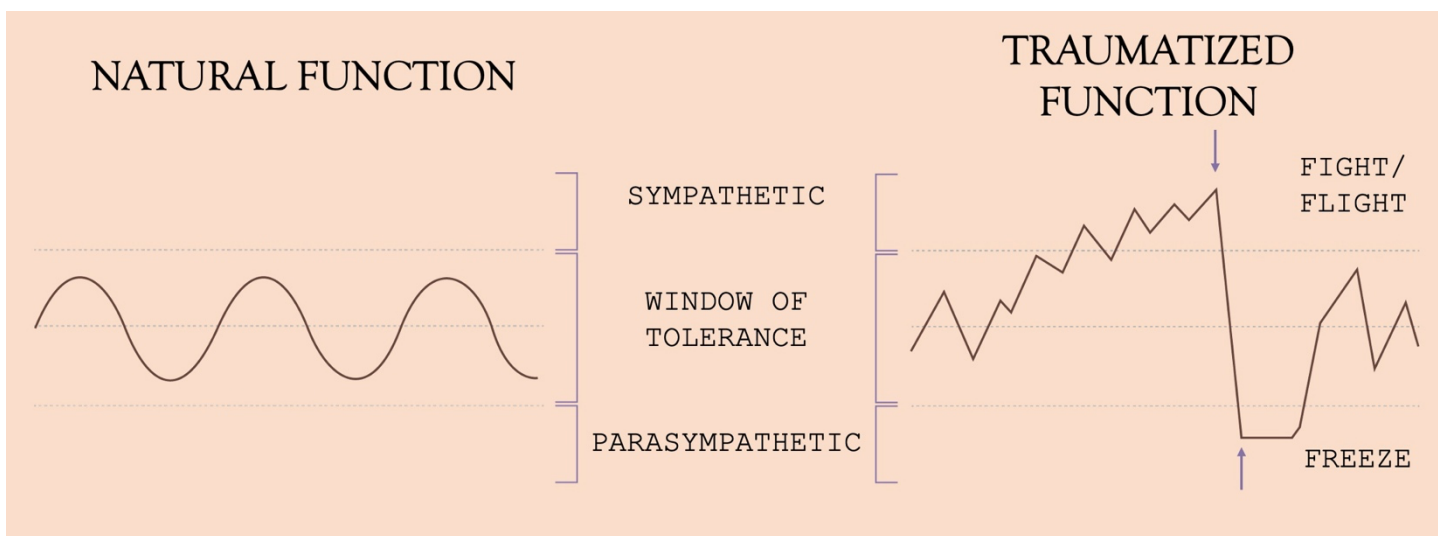 NATURAL FUNCTION
TRAUMATIZED
FUNCTION
SYMPATHETIC
WINDOW OF
TOLERANCE
PARASYMPATHETIC
FIGHT/
FLIGHT
FREEZE